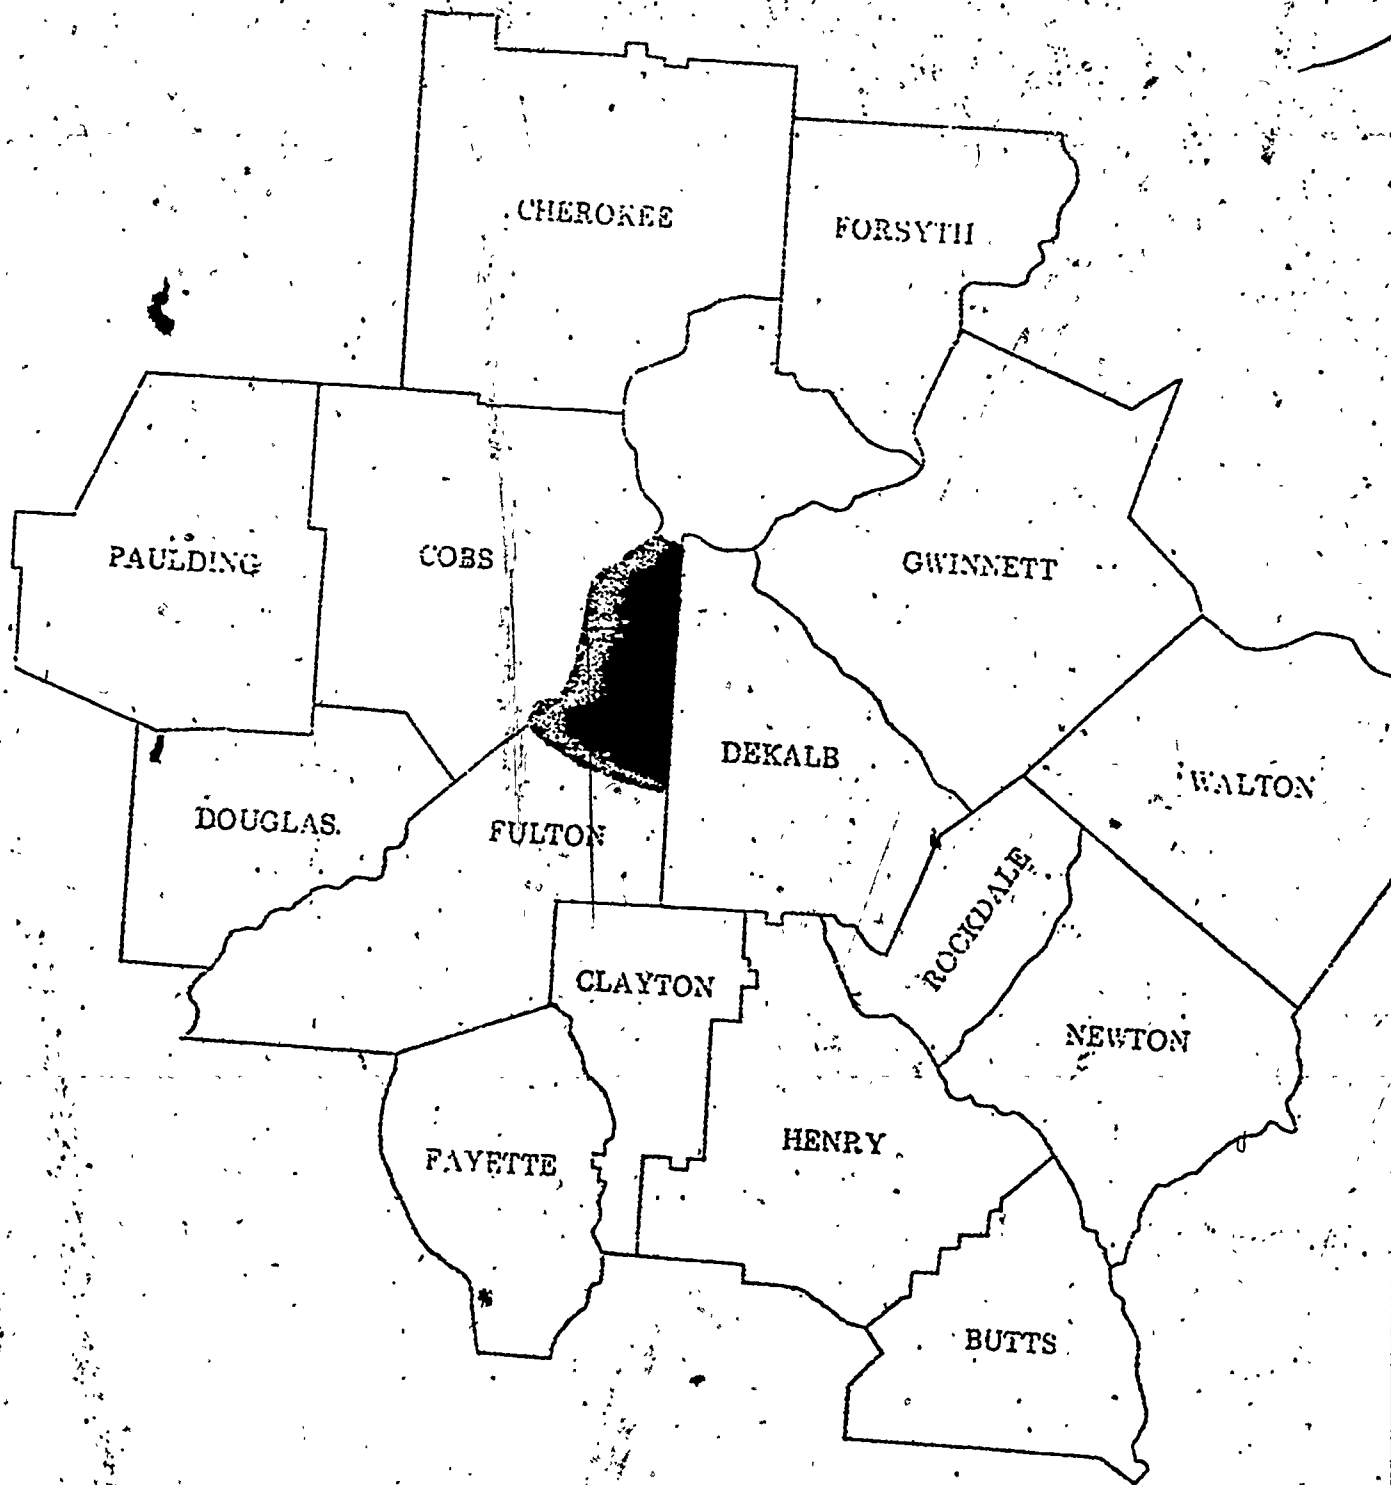 CHEROKEE
FORSYTH
PAULDING
COBS
GWINNETT
DEKALB
WALTON
DOUGLAS.
FULTON
ROCKDALE
CLAYTON
NEWTON
HENRY
FAYETTE
BUTTS